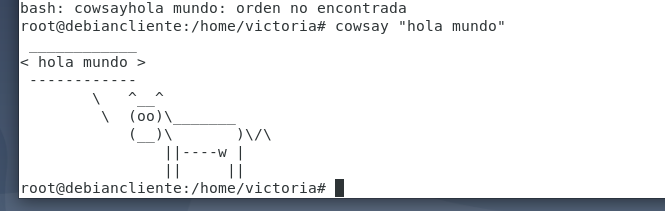 bash: cowsayhola mundo: orden no encontrada
root@debiancliente:/home/victoria# cowsay "hola mundo"
 ____________
< hola mundo >
 ------------
        \   ^__^
         \  (oo)\_______
            (__)\       )\/\
                ||----w |
                ||     ||
root@debiancliente:/home/victoria#